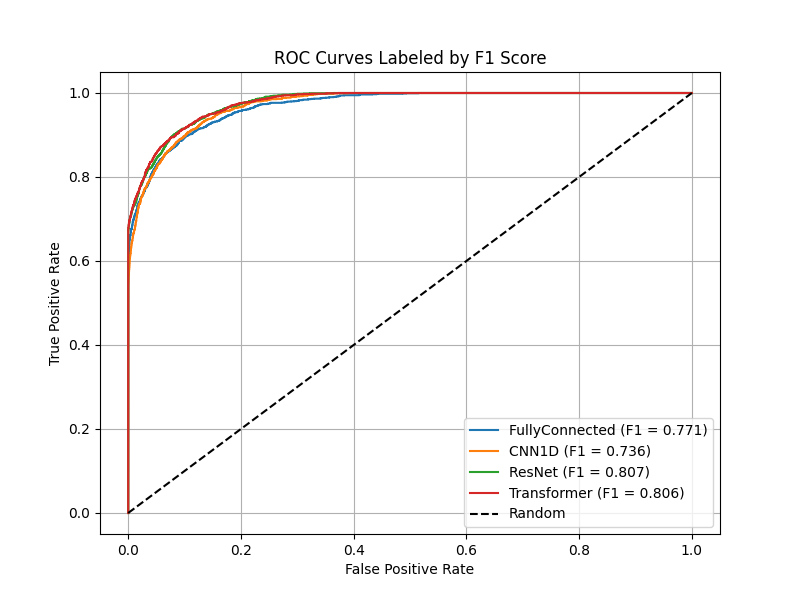 ROC Curves Labeled by F1 Score
True Positive Rate
1.0
0.8
0.6
0.4
0.2
0.0
0.0 0.2 0.4 0.6 0.8 1.0
False Positive Rate
FullyConnected (F1 = 0.771)
CNN1D (F1 = 0.736)
ResNet (F1 = 0.807)
Transformer (F1 = 0.806)
Random